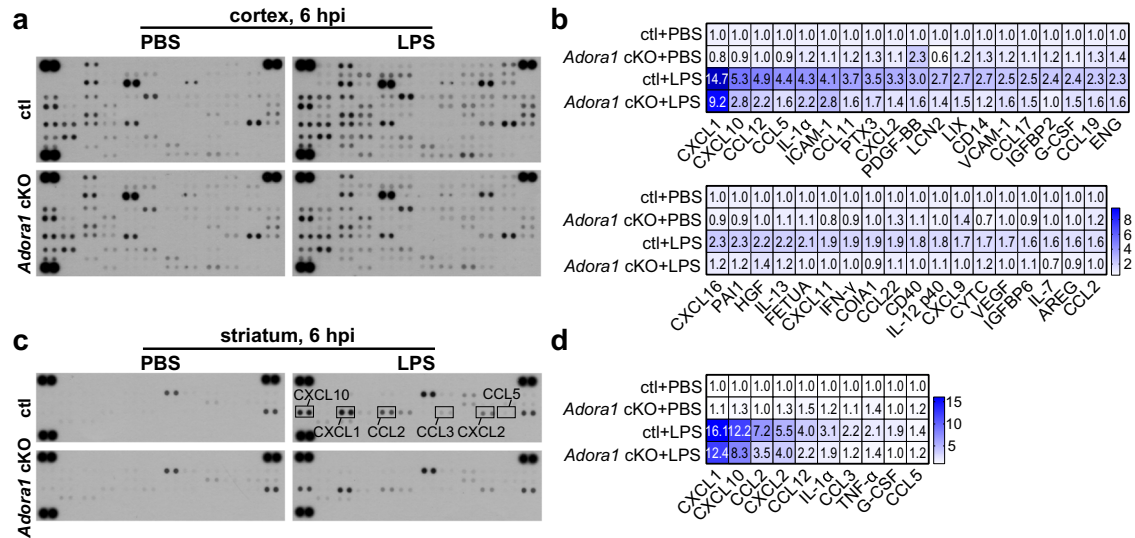 a
cortex, 6 hpi
PBS LPS
ctl
Adora1 cKO
b
ctl+PBS 1.0 1.0 1.0 1.0 1.0 1.0 1.0 1.0 1.0 1.0 1.0 1.0 1.0 1.0 1.0 1.0 1.0 1.0 1.0
Adora1 cKO+PBS 0.8 0.9 1.0 0.9 1.2 1.1 1.2 1.3 1.1 2.3 0.6 1.2 1.3 1.1 1.2 1.1 1.2 1.3 1.4
ctl+LPS 14.7 5.3 4.9 4.4 4.3 4.1 3.7 3.5 3.3 3.0 2.7 2.7 2.7 2.5 2.5 2.4 2.4 2.3 2.3
Adora1 cKO+LPS 9.2 2.8 2.2 1.6 2.2 2.8 1.6 1.7 1.4 1.6 1.4 1.5 1.2 1.6 1.5 1.0 1.5 1.6 1.6
CXCL1 CXCL10 CCL12 CCL5 IL-1α ICAM-1 CCL11 PTX3 CXCL2 PDGF-BB LCN2 LIX CD14 VCAM-1 CCL17 IGFBP2 G-CSF CCL19 ENG
ctl+PBS 1.0 1.0 1.0 1.0 1.0 1.0 1.0 1.0 1.0 1.0 1.0 1.0 1.0 1.0 1.0 1.0 1.0 1.0
Adora1 cKO+PBS 0.9 0.9 1.0 1.1 1.1 0.8 0.9 1.0 1.3 1.1 1.0 1.4 0.7 1.0 0.9 1.0 1.0 1.2
ctl+LPS 2.3 2.3 2.2 2.2 2.1 1.9 1.9 1.9 1.9 1.8 1.8 1.7 1.7 1.7 1.6 1.6 1.6 1.6
Adora1 cKO+LPS 1.2 1.2 1.4 1.2 1.0 1.1 1.0 0.9 1.1 1.2 1.0 1.0 1.2 1.0 1.1 0.7 0.9 1.0
8
6
4
2
CXCL16 PAI1 HGF IL-13 FETUA CXCL11 IFN-γ COIA1 CCL22 CD40 IL-12 p40 CXCL9 CYTC VEGF IGFBP6 IL-7 AREG CCL2
c
striatum, 6 hpi
PBS LPS
ctl
Adora1 cKO
CXCL10 CCL5
CXCL1 CCL2 CCL3 CXCL2
d
ctl+PBS 1.0 1.0 1.0 1.0 1.0 1.0 1.0 1.0 1.0 1.0
Adora1 cKO+PBS 1.1 1.3 1.0 1.3 1.5 1.2 1.1 1.4 1.0 1.2
ctl+LPS 16.1 12.2 7.2 5.5 4.0 3.1 2.2 2.1 1.9 1.4
Adora1 cKO+LPS 12.4 8.3 3.5 4.0 2.2 1.9 1.2 1.4 1.0 1.2
15
10
5
CXCL1 CXCL10 CCL2 CXCL2 CCL12 IL-1α CCL3 TNF-α G-CSF CCL5